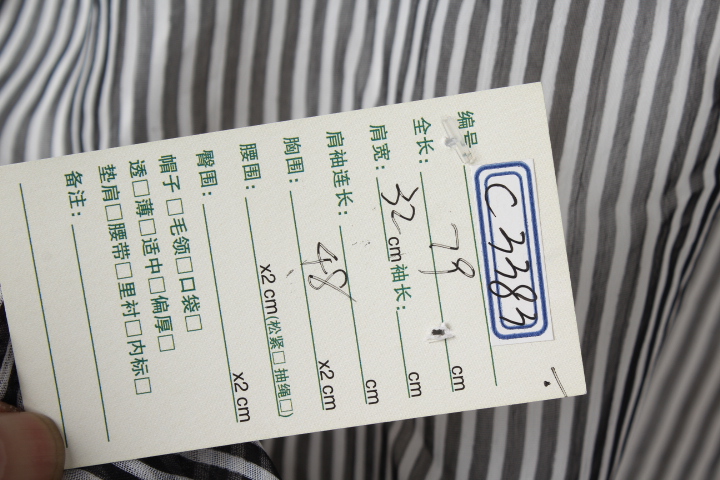 编号 C3383
全长: 79 cm
肩宽: 32 cm 袖长: cm
肩袖连长: cm
胸围: 48 x2 cm
腰围: x2 cm (松紧□ 抽绳□)
臀围: x2 cm
帽子□毛领□口袋□
透□薄□适中□偏厚□
垫肩□腰带□里衬□内标□
备注: